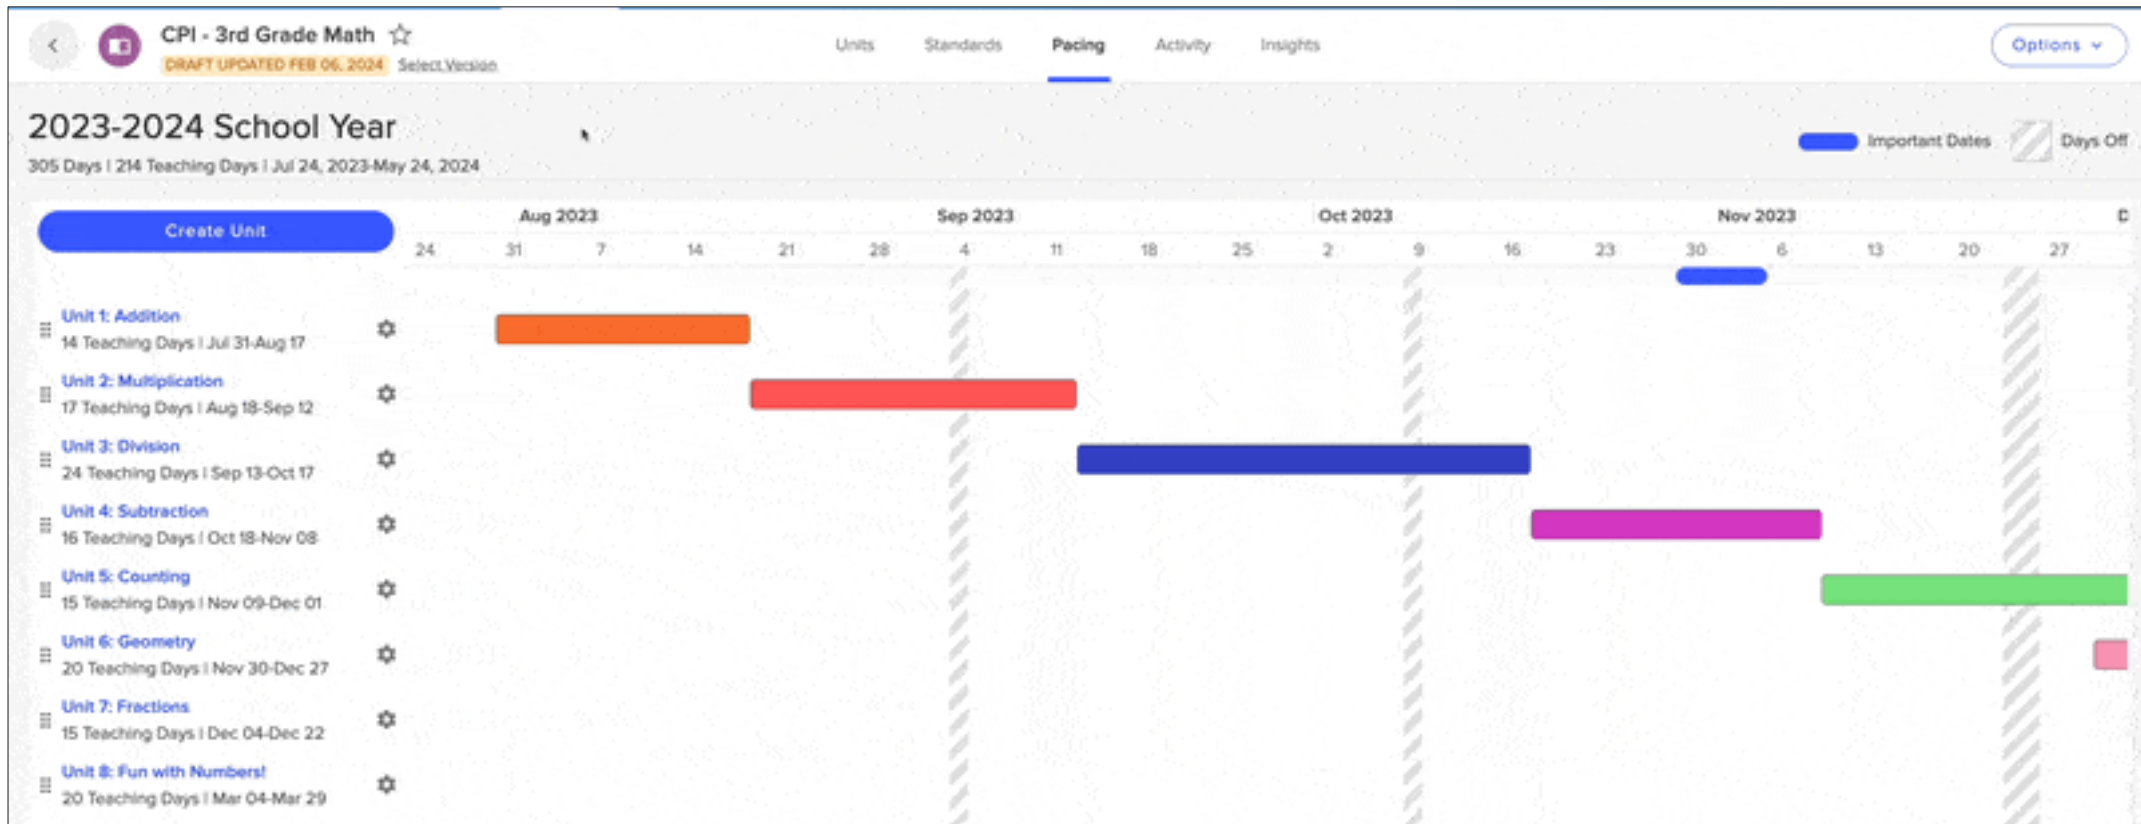 CPI - 3rd Grade Math
DRAFT UPDATED FEB 06, 2024 Select Version
Units Standards Pacing Activity Insights
Options
2023-2024 School Year
305 Days | 214 Teaching Days | Jul 24, 2023-May 24, 2024
Important Dates Days Off
Create Unit
Aug 2023 Sep 2023 Oct 2023 Nov 2023 D
24 31 7 14 21 28 4 11 18 25 2 9 16 23 30 6 13 20 27
Unit 1: Addition
14 Teaching Days | Jul 31-Aug 17
Unit 2: Multiplication
17 Teaching Days | Aug 18-Sep 12
Unit 3: Division
24 Teaching Days | Sep 13-Oct 17
Unit 4: Subtraction
16 Teaching Days | Oct 18-Nov 08
Unit 5: Counting
15 Teaching Days | Nov 09-Dec 01
Unit 6: Geometry
20 Teaching Days | Nov 30-Dec 27
Unit 7: Fractions
15 Teaching Days | Dec 04-Dec 22
Unit 8: Fun with Numbers!
20 Teaching Days | Mar 04-Mar 29